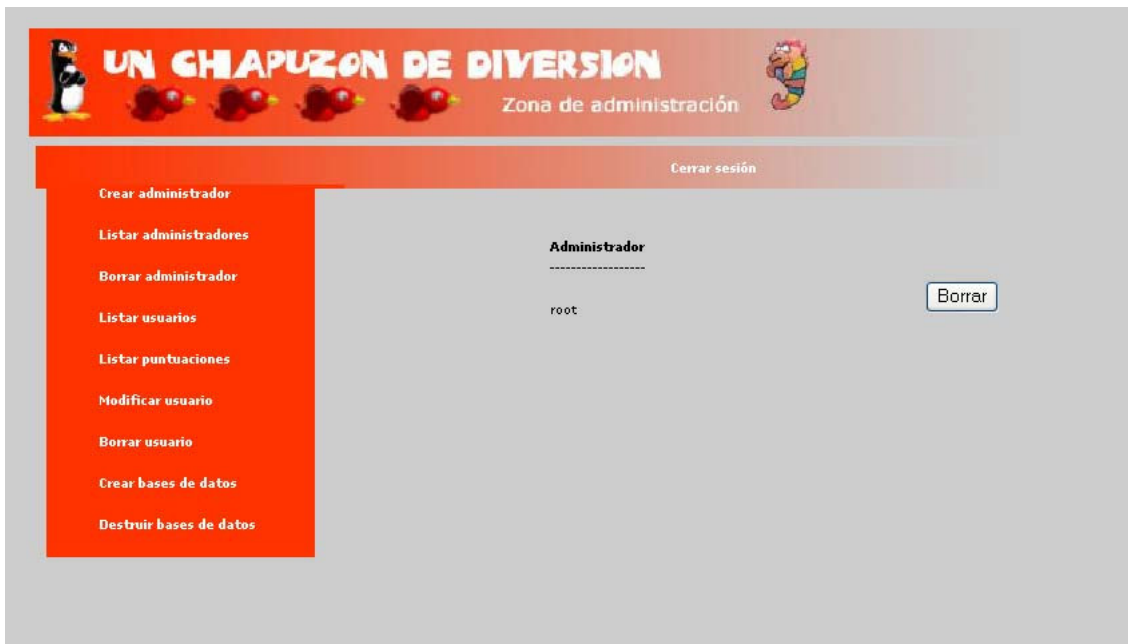 UN CHAPUZON DE DIVERSION
Zona de administración
Cerrar sesión
Crear administrador
Listar administradores
Borrar administrador
Listar usuarios
Listar puntuaciones
Modificar usuario
Borrar usuario
Crear bases de datos
Destruir bases de datos
Administrador
------------------
root
Borrar